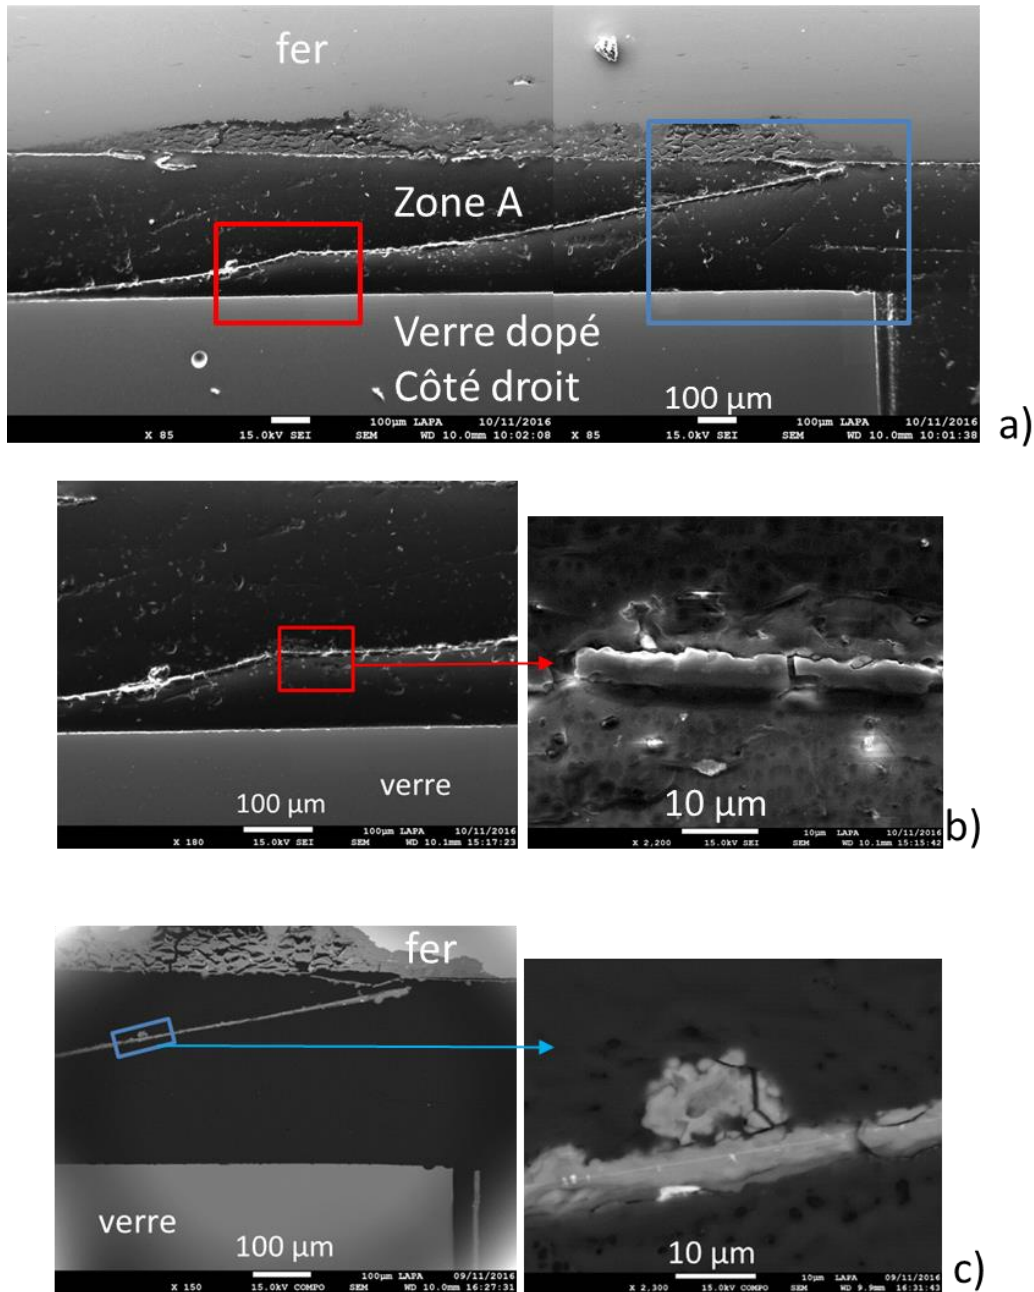 fer
Zone A
Verre dopé
Côté droit
100 µm
100µm LAPA 10/11/2016
X 85 15.0kV SEI SEM WD 10.0mm 10:02:08
100µm LAPA 10/11/2016
X 85 15.0kV SEI SEM WD 10.0mm 10:01:38
a)
verre
100 µm
100µm LAPA 10/11/2016
X 180 15.0kV SEI SEM WD 10.1mm 15:17:23
10 µm
10µm LAPA 10/11/2016
X 2,200 15.0kV SEI SEM WD 10.1mm 15:15:42
b)
fer
verre
100 µm
100µm LAPA 09/11/2016
X 150 15.0kV COMPO SEM WD 10.0mm 16:27:31
10 µm
10µm LAPA 09/11/2016
X 2,300 15.0kV COMPO SEM WD 9.9mm 16:31:43
c)